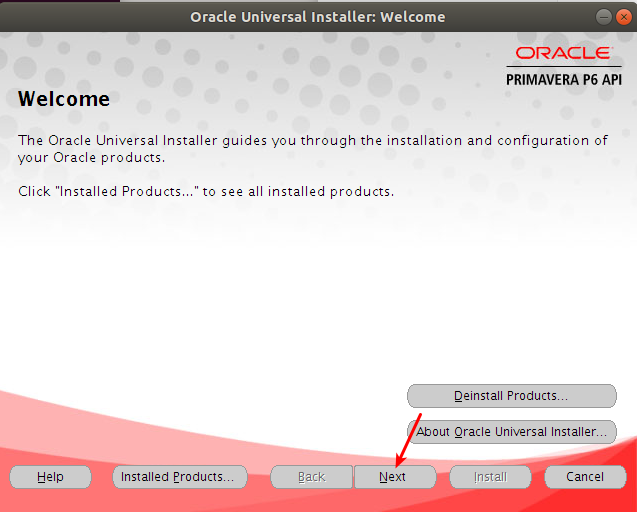 Oracle Universal Installer: Welcome
ORACLE
PRIMAVERA P6 API
Welcome
The Oracle Universal Installer guides you through the installation and configuration of
your Oracle products.
Click "Installed Products..." to see all installed products.
Deinstall Products...
About Oracle Universal Installer...
Help
Installed Products...
Back
Next
Install
Cancel